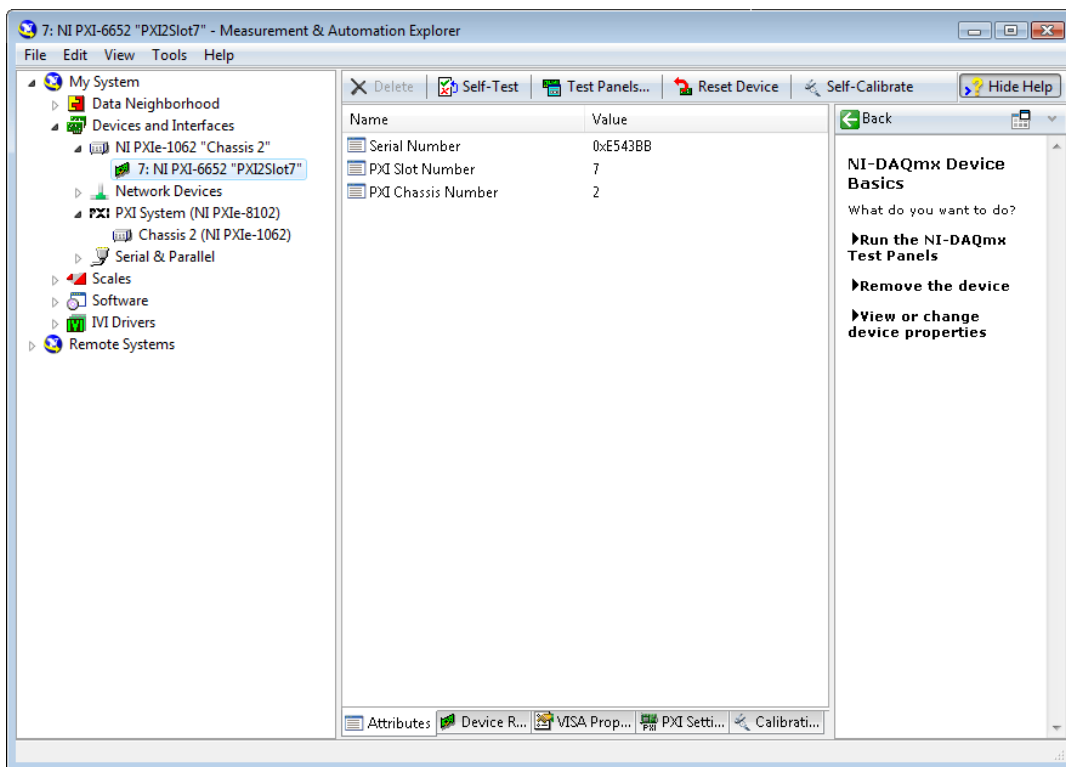 7: NI PXI-6652 "PXI2Slot7" - Measurement & Automation Explorer
File Edit View Tools Help
My System
Data Neighborhood
Devices and Interfaces
NI PXIe-1062 "Chassis 2"
7: NI PXI-6652 "PXI2Slot7"
Network Devices
PXI PXI System (NI PXIe-8102)
Chassis 2 (NI PXIe-1062)
Serial & Parallel
Scales
Software
IVI Drivers
Remote Systems
Delete Self-Test Test Panels... Reset Device Self-Calibrate Hide Help
Name Value
Serial Number 0xE543BB
PXI Slot Number 7
PXI Chassis Number 2
Attributes Device R... VISA Prop... PXI Setti... Calibrati...
Back
NI-DAQmx Device
Basics
What do you want to do?
Run the NI-DAQmx
Test Panels
Remove the device
View or change
device properties